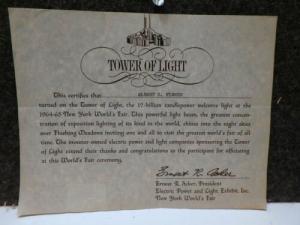 TOWER OF LIGHT
This certifies that ALBERT L.
turned on the Tower of Light, the 12-billion candlepower welcome light at the
1964-65 New York World's Fair. This powerful light beam, the greatest concen-
tration of exposition lighting of its kind in the world, shines into the night skies
over Flushing Meadows inviting one and all to visit the greatest world's fair of all
time. The investor-owned electric power and light companies sponsoring the Tower
of Light extend their thanks and congratulations to the participant for officiating
at this World's Fair ceremony.
Ernest R. Acker
Ernest R. Acker, President
Electric Power and Light Exhibit, Inc.
New York World's Fair